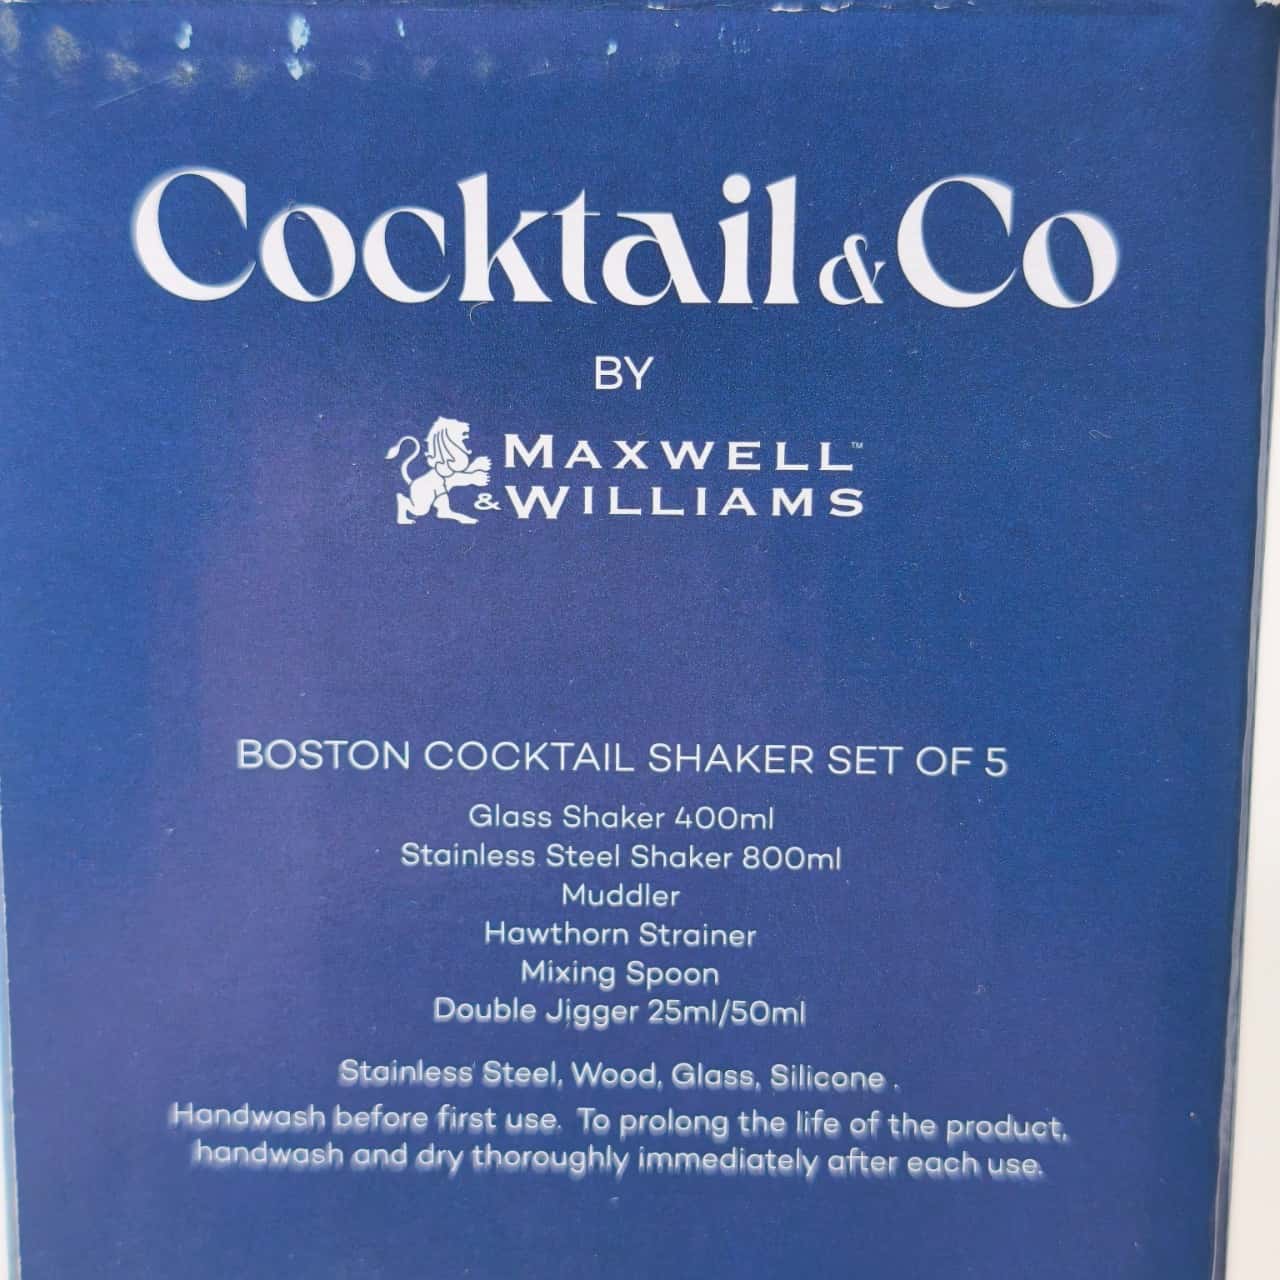 Cocktail & Co
BY
MAXWELL™
& WILLIAMS
BOSTON COCKTAIL SHAKER SET OF 5
Glass Shaker 400ml
Stainless Steel Shaker 800ml
Muddler
Hawthorn Strainer
Mixing Spoon
Double Jigger 25ml/50ml
Stainless Steel, Wood, Glass, Silicone .
Handwash before first use. To prolong the life of the product,
handwash and dry thoroughly immediately after each use.